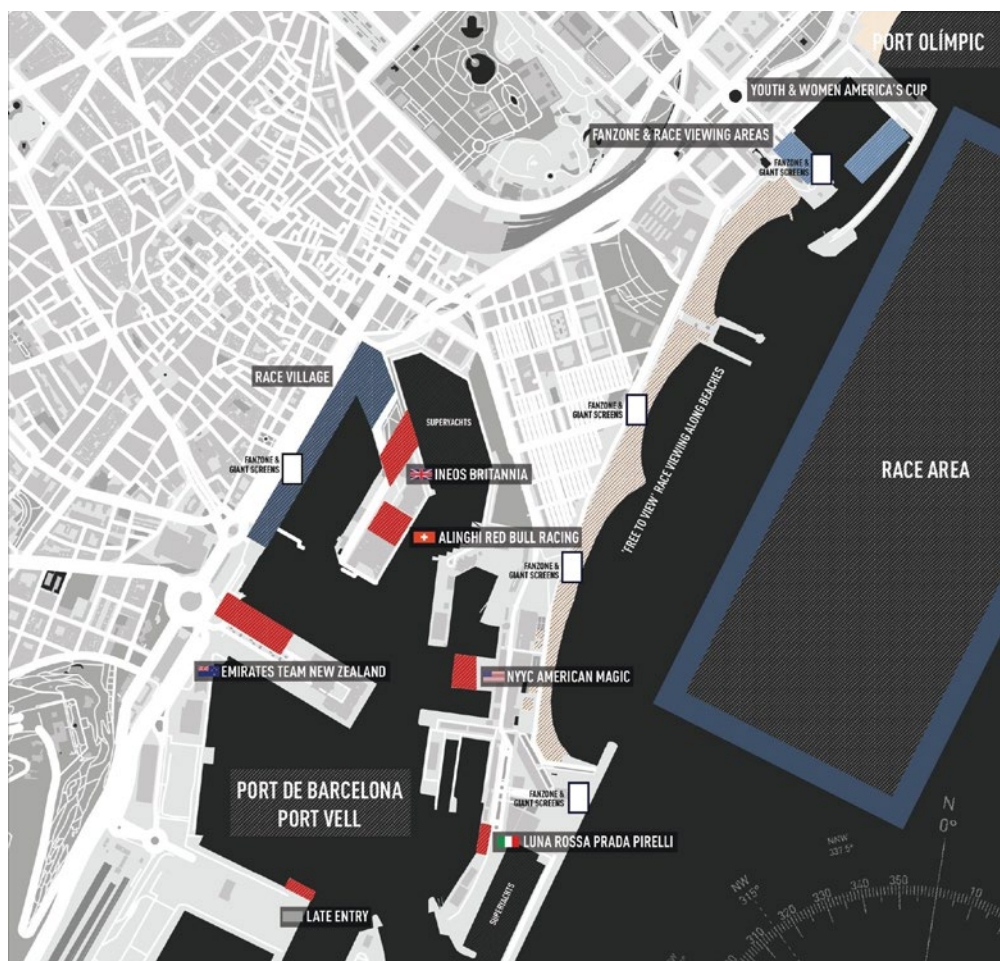 PORT OLÍMPIC
YOUTH & WOMEN AMERICA'S CUP
FANZONE & RACE VIEWING AREAS
FANZONE &
GIANT SCREENS
RACE VILLAGE
SUPERYACHTS
FANZONE &
GIANT SCREENS
FANZONE &
GIANT SCREENS
INEOS BRITANNIA
'FREE TO VIEW' RACE VIEWING ALONG BEACHES
RACE AREA
ALINGHI RED BULL RACING
FANZONE &
GIANT SCREENS
EMIRATES TEAM NEW ZEALAND
NYYC AMERICAN MAGIC
PORT DE BARCELONA
PORT VELL
FANZONE &
GIANT SCREENS
LUNA ROSSA PRADA PIRELLI
SUPERYACHTS
LATE ENTRY
N
0°
NNW
337.5°
NW
315°
310
320
330
340
350
10